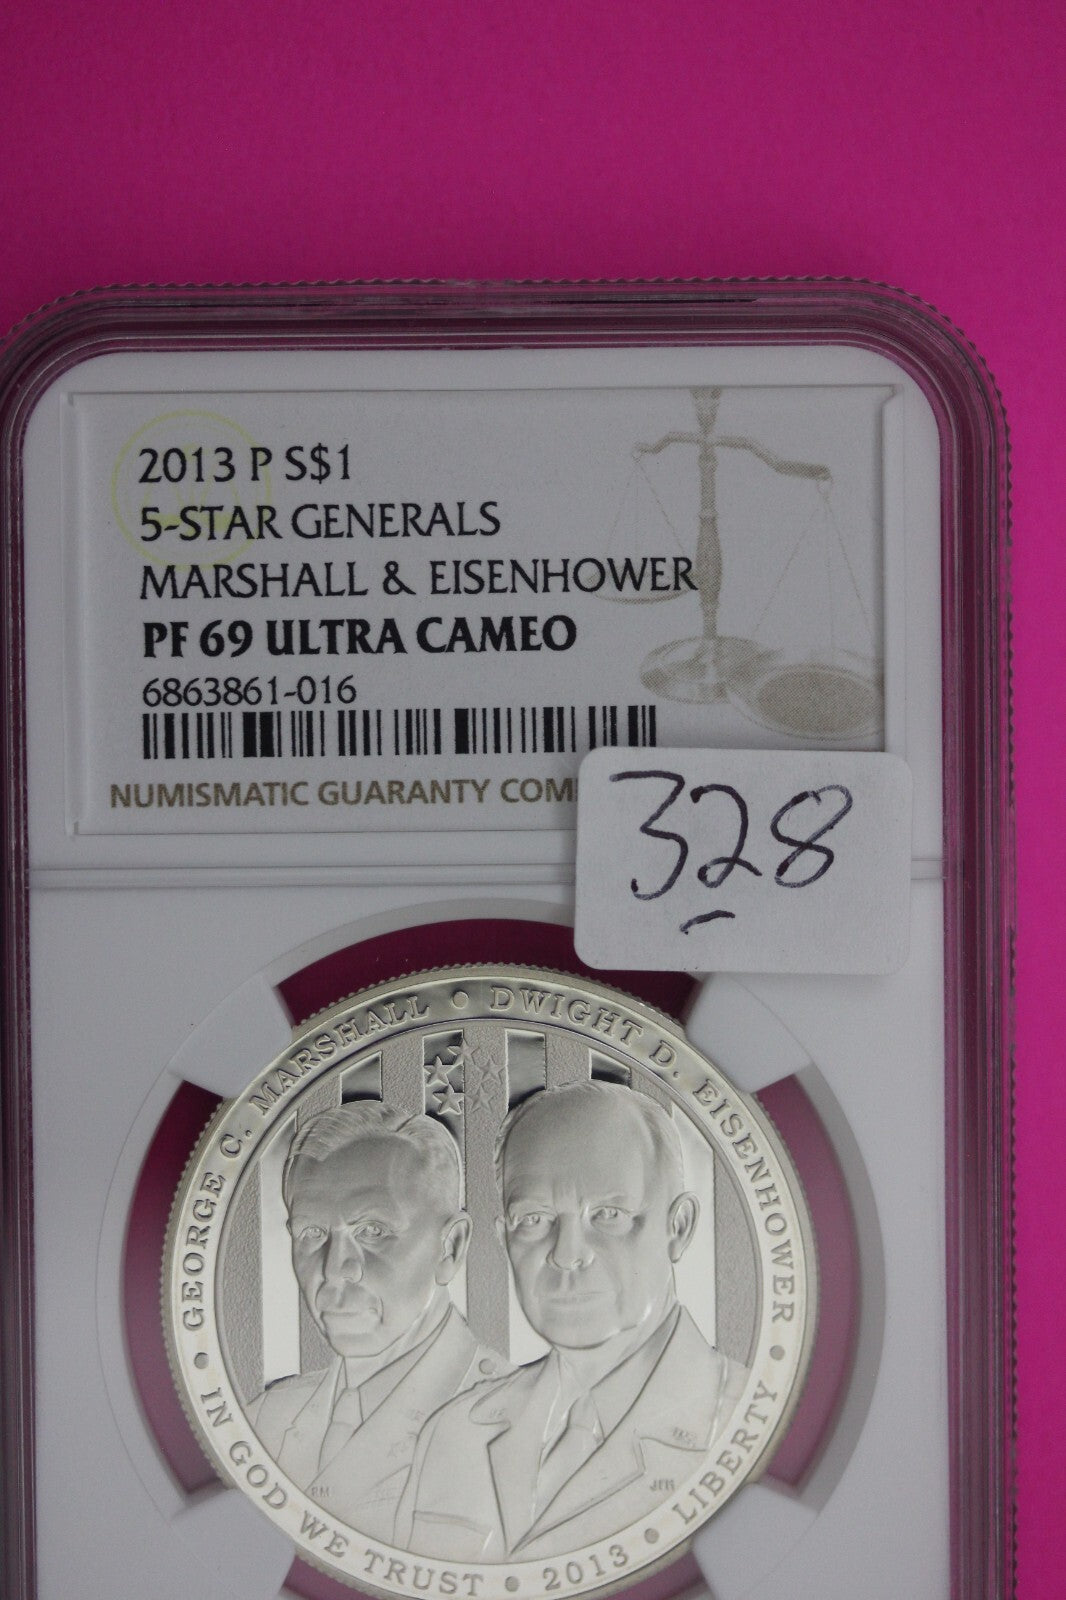 2013 P S$1
5-STAR GENERALS
MARSHALL & EISENHOWER
PF 69 ULTRA CAMEO
6863861-016
NUMISMATIC GUARANTY COM
328
GEORGE C. MARSHALL • DWIGHT D. EISENHOWER
IN GOD WE TRUST • 2013 • LIBERTY
JFM